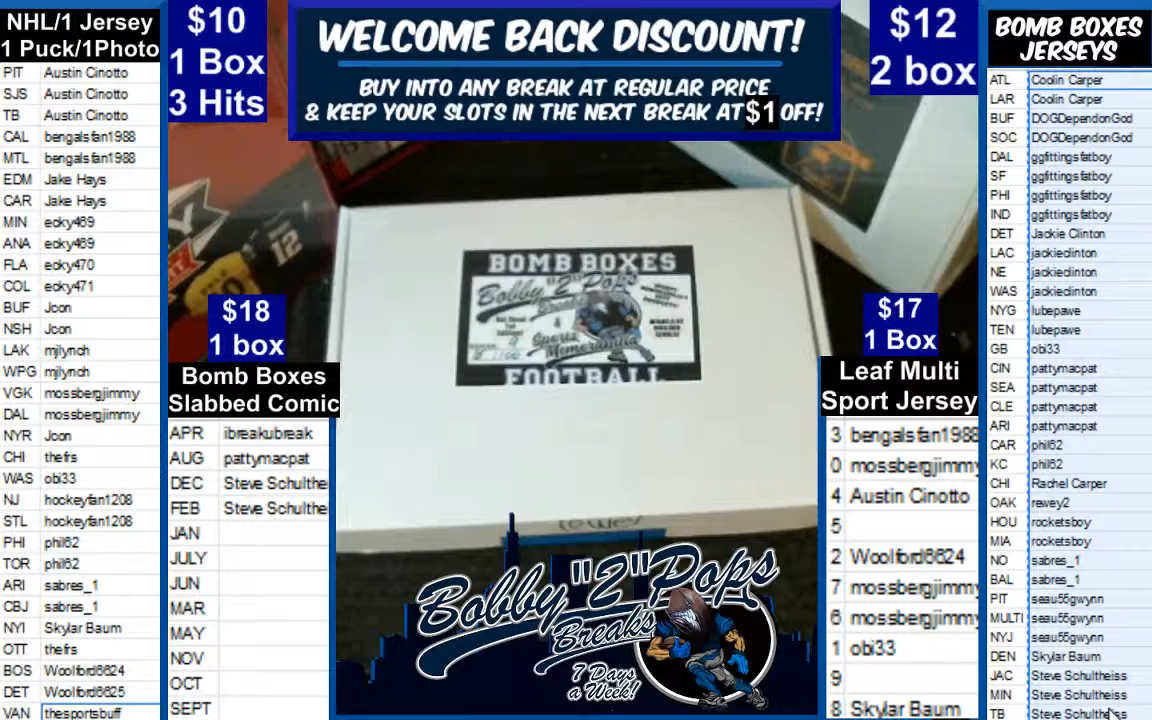 NHL/1 Jersey
1 Puck/1Photo
PIT Austin Cinotto
SJS Austin Cinotto
TB Austin Cinotto
CAL bengalsfan1988
MTL bengalsfan1988
EDM Jake Hays
CAR Jake Hays
MIN ecky469
ANA ecky469
FLA ecky470
COL ecky471
BUF Jcon
NSH Jcon
LAK mjlynch
WPG mjlynch
VGK mossbergjimmy
DAL mossbergjimmy
NYR Jcon
CHI thefrs
WAS obi33
NJ hockeyfan1208
STL hockeyfan1208
PHI phil62
TOR phil62
ARI sabres_1
CBJ sabres_1
NYI Skylar Baum
OTT thefrs
BOS Woolford6624
DET Woolford6625
VAN thesportsbuff
$10
1 Box
3 Hits
WELCOME BACK DISCOUNT!
BUY INTO ANY BREAK AT REGULAR PRICE
& KEEP YOUR SLOTS IN THE NEXT BREAK AT $1 OFF!
$12
2 box
12
BOMB BOXES
Bobby "2" Pops
Breaks
&
Sports
Memorabilia
FOOTBALL
$18
1 box
Bomb Boxes
Slabbed Comic
APR ibreakubreak
AUG pattymacpat
DEC Steve Schulthe
FEB Steve Schulthe
JAN
JULY
JUN
MAR
MAY
NOV
OCT
SEPT
Bobby "2" Pops
Breaks
7 Days
a Week!
$17
1 Box
Leaf Multi
Sport Jersey
3 bengalsfan1988
0 mossbergjimmy
4 Austin Cinotto
5
2 Woolford6624
7 mossbergjimmy
6 mossbergjimmy
1 obi33
9
8 Skylar Baum
BOMB BOXES
JERSEYS
ATL Coolin Carper
LAR Coolin Carper
BUF DOGDependonGod
SOC DOGDependonGod
DAL ggfittingsfatboy
SF ggfittingsfatboy
PHI ggfittingsfatboy
IND ggfittingsfatboy
DET Jackie Clinton
LAC jackieclinton
NE jackieclinton
WAS jackieclinton
NYG lubepawe
TEN lubepawe
GB obi33
CIN pattymacpat
SEA pattymacpat
CLE pattymacpat
ARI pattymacpat
CAR phil62
KC phil62
CHI Rachel Carper
OAK rewey2
HOU rocketsboy
MIA rocketsboy
NO sabres_1
BAL sabres_1
PIT seau55gwynn
MULTI seau55gwynn
NYJ seau55gwynn
DEN Skylar Baum
JAC Steve Schultheiss
MIN Steve Schultheiss
TB Steve Schultheiss